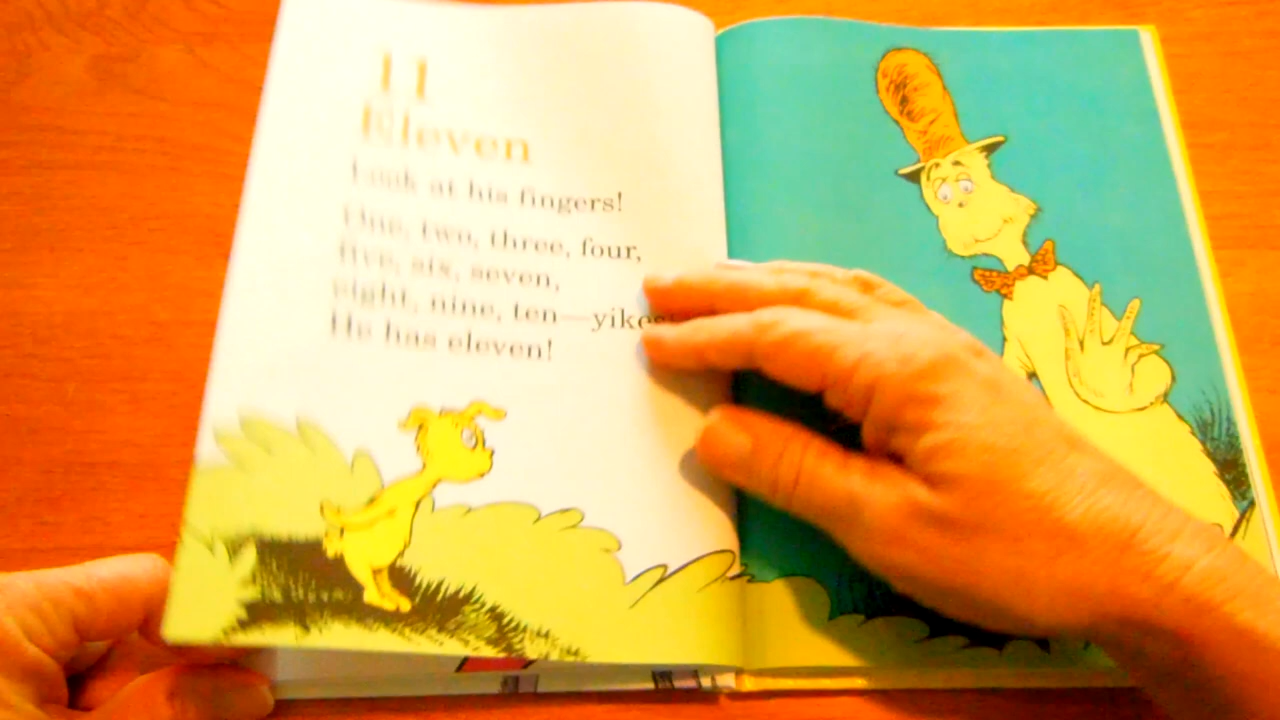 11
Eleven
Look at his fingers!
One, two, three, four,
five, six, seven,
eight, nine, ten—yikes!
He has eleven!